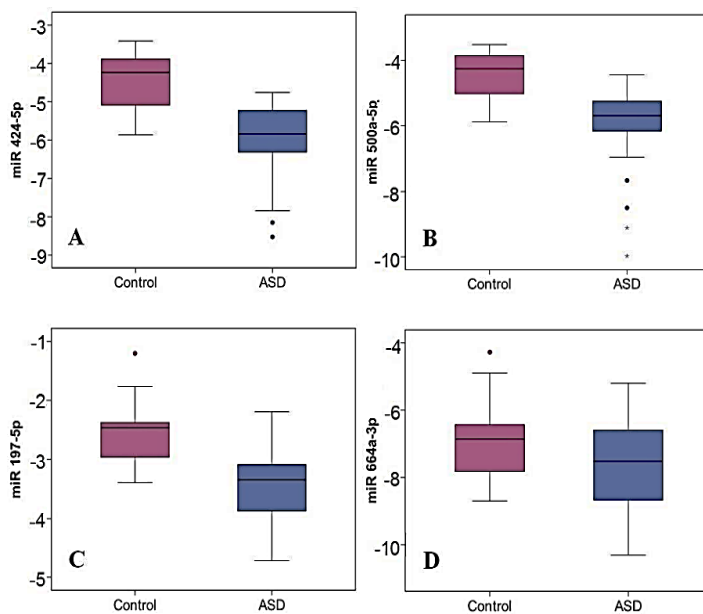 -3
-4
-5
-6
-7
-8
-9
miR 424-5p
A
Control
ASD
-4
-6
-8
-10
miR 500a-5p
B
Control
ASD
-1
-2
-3
-4
-5
miR 197-5p
C
Control
ASD
-4
-6
-8
-10
miR 664a-3p
D
Control
ASD